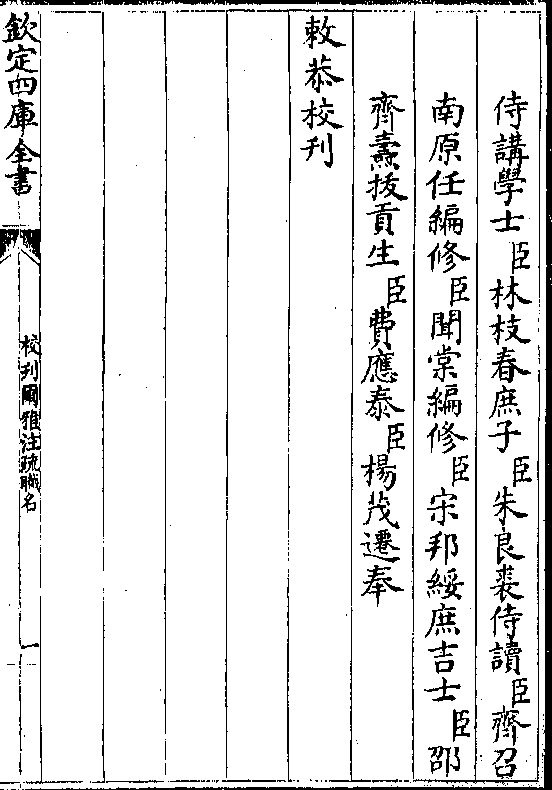 侍講學士臣林枝春庶子臣朱良裘侍讀臣齊召
南原任編修臣聞棠編修臣宋邦綏庶吉士臣邵
齊燾拔貢生臣費應泰臣楊茂遷奉
敕恭校刋
欽定四庫全書
校刋爾雅注疏職名
一